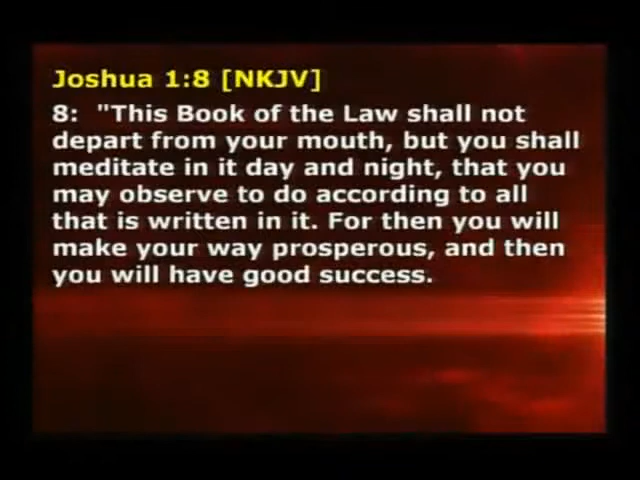 Joshua 1:8 [NKJV]
8: "This Book of the Law shall not
depart from your mouth, but you shall
meditate in it day and night, that you
may observe to do according to all
that is written in it. For then you will
make your way prosperous, and then
you will have good success.